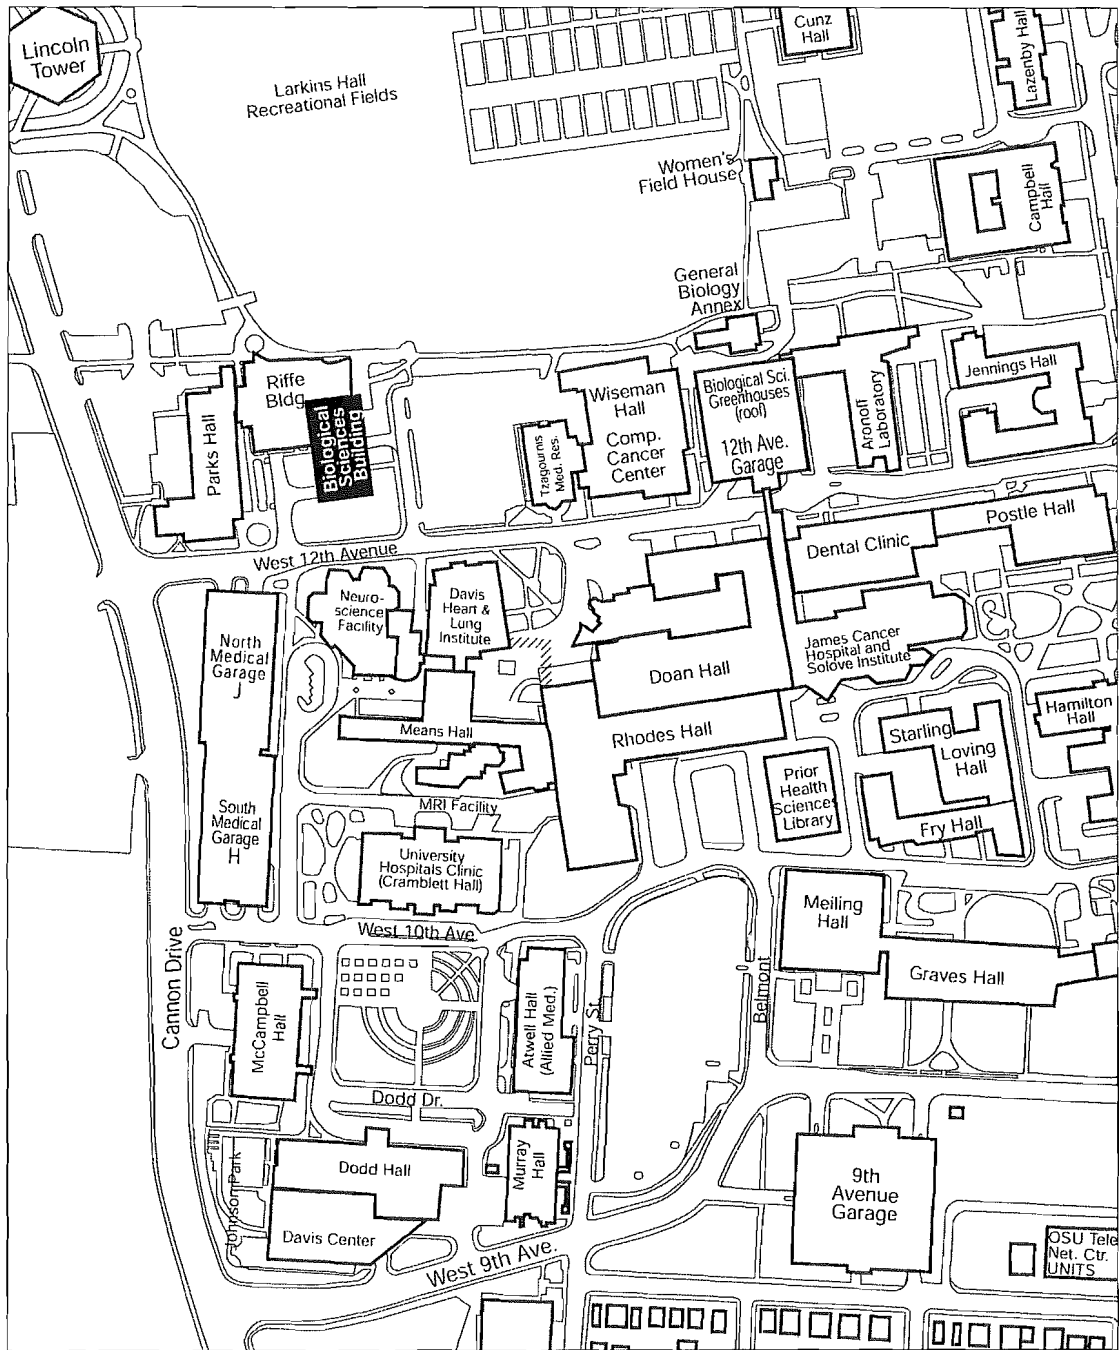 Lincoln
Tower
Larkins Hall
Recreational Fields
Cunz
Hall
Lazenby Hall
Women's
Field House
Campbell
Hall
General
Biology
Annex
Riffe
Bldg.
Parks Hall
Biological
Sciences
Building
Wiseman
Hall
Comp.
Cancer
Center
Tzagournis
Med. Res.
Biological Sci.
Greenhouses
(roof)
12th Ave.
Garage
Aronoff
Laboratory
Jennings Hall
West 12th Avenue
Dental Clinic
Postle Hall
Neuro-
science
Facility
Davis
Heart &
Lung
Institute
North
Medical
Garage
J
Doan Hall
James Cancer
Hospital and
Solove Institute
Means Hall
Rhodes Hall
Starling
Loving
Hall
Hamilton
Hall
MRI Facility
Prior
Health
Sciences
Library
Fry Hall
South
Medical
Garage
H
University
Hospitals Clinic
(Cramblett Hall)
Meiling
Hall
West 10th Ave
Graves Hall
Cannon Drive
McCampbell
Hall
Atwell Hall
(Allied Med.)
Perry St.
Belmont
Dodd Dr.
Johnson Park
Dodd Hall
Murray
Hall
9th
Avenue
Garage
Davis Center
West 9th Ave.
OSU Tele
Net. Ctr.
UNITS